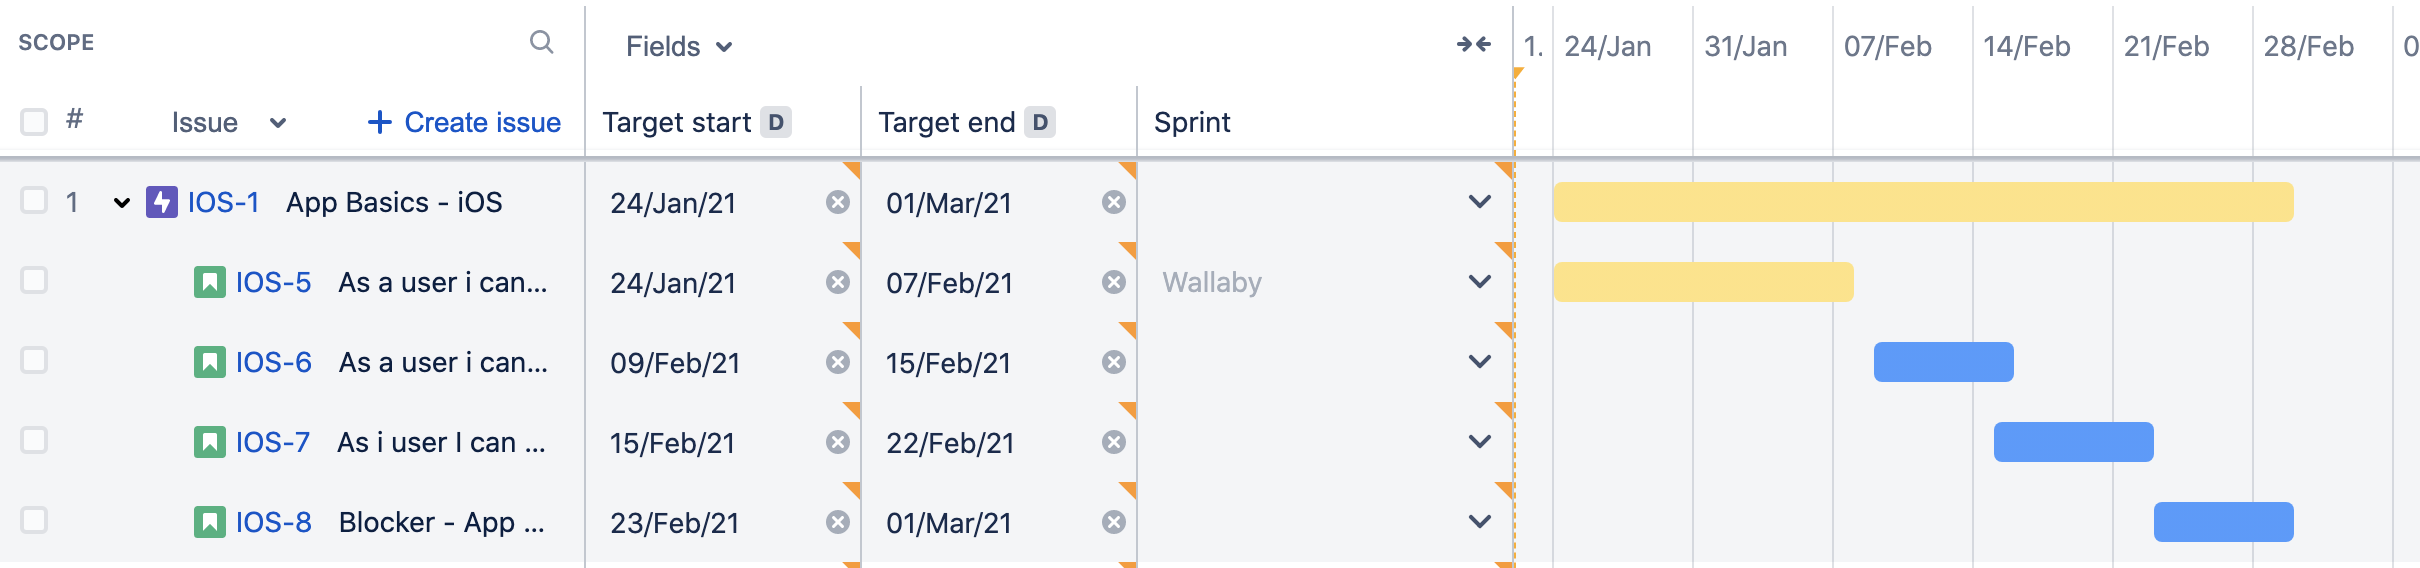 SCOPE Fields 1. 24/Jan 31/Jan 07/Feb 14/Feb 21/Feb 28/Feb 0
# Issue + Create issue Target start D Target end D Sprint
1 IOS-1 App Basics - iOS 24/Jan/21 01/Mar/21
IOS-5 As a user i can... 24/Jan/21 07/Feb/21 Wallaby
IOS-6 As a user i can... 09/Feb/21 15/Feb/21
IOS-7 As i user I can ... 15/Feb/21 22/Feb/21
IOS-8 Blocker - App ... 23/Feb/21 01/Mar/21